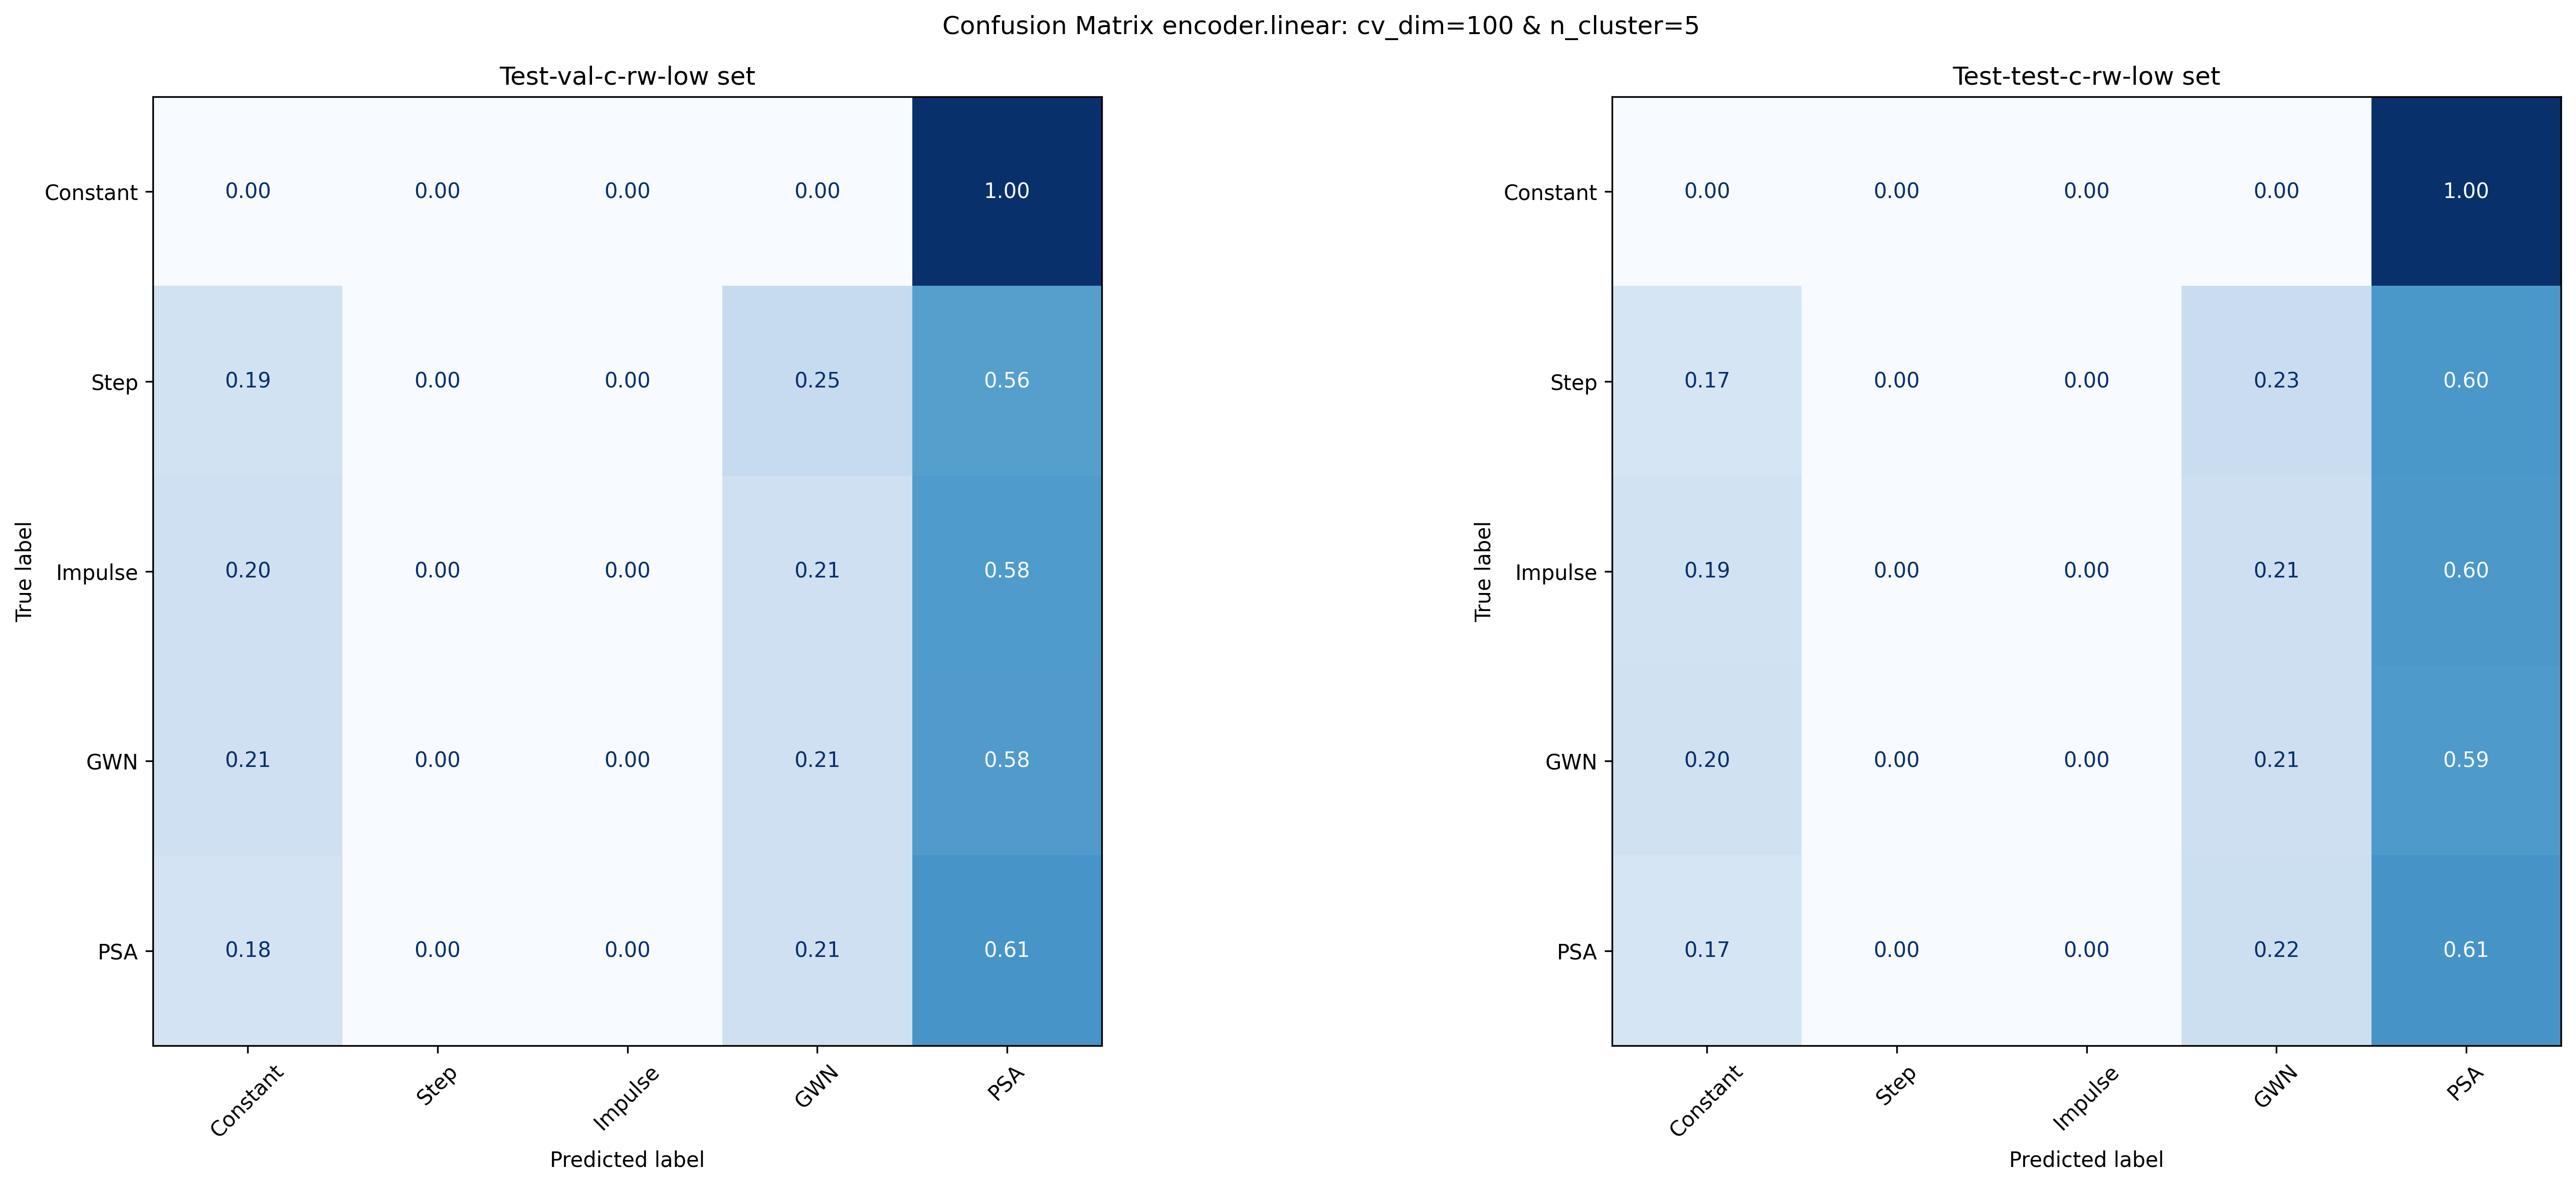 Confusion Matrix encoder.linear: cv_dim=100 & n_cluster=5
Test-val-c-rw-low set
True label
Constant 0.00 0.00 0.00 0.00 1.00
Step 0.19 0.00 0.00 0.25 0.56
Impulse 0.20 0.00 0.00 0.21 0.58
GWN 0.21 0.00 0.00 0.21 0.58
PSA 0.18 0.00 0.00 0.21 0.61
Constant Step Impulse GWN PSA
Predicted label
Test-test-c-rw-low set
True label
Constant 0.00 0.00 0.00 0.00 1.00
Step 0.17 0.00 0.00 0.23 0.60
Impulse 0.19 0.00 0.00 0.21 0.60
GWN 0.20 0.00 0.00 0.21 0.59
PSA 0.17 0.00 0.00 0.22 0.61
Constant Step Impulse GWN PSA
Predicted label